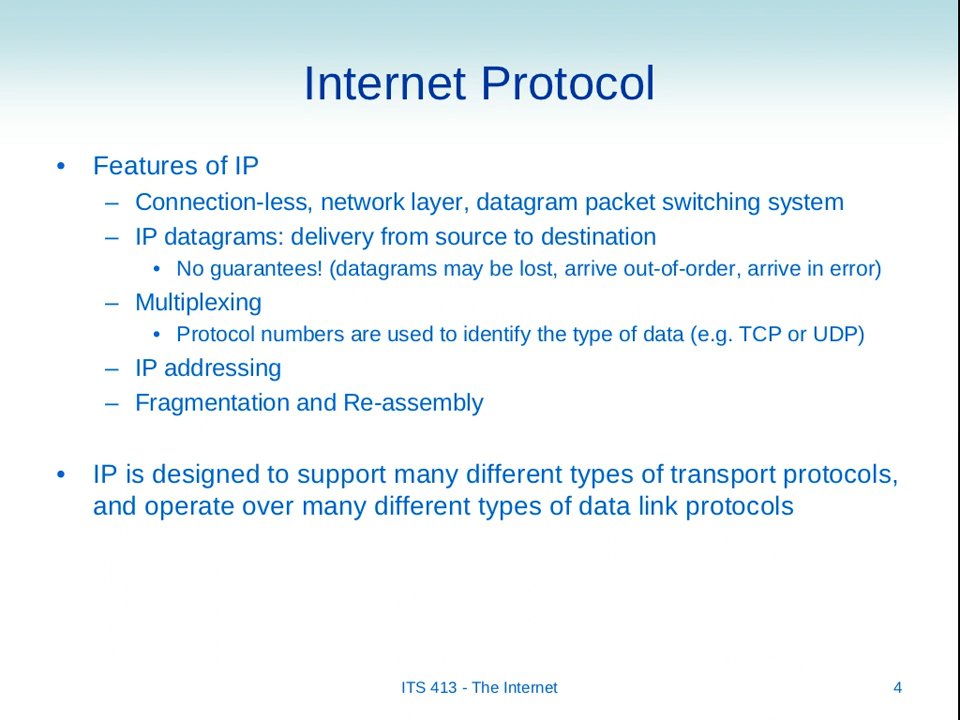 Internet Protocol
• Features of IP
– Connection-less, network layer, datagram packet switching system
– IP datagrams: delivery from source to destination
• No guarantees! (datagrams may be lost, arrive out-of-order, arrive in error)
– Multiplexing
• Protocol numbers are used to identify the type of data (e.g. TCP or UDP)
– IP addressing
– Fragmentation and Re-assembly
• IP is designed to support many different types of transport protocols,
and operate over many different types of data link protocols
ITS 413 - The Internet 4